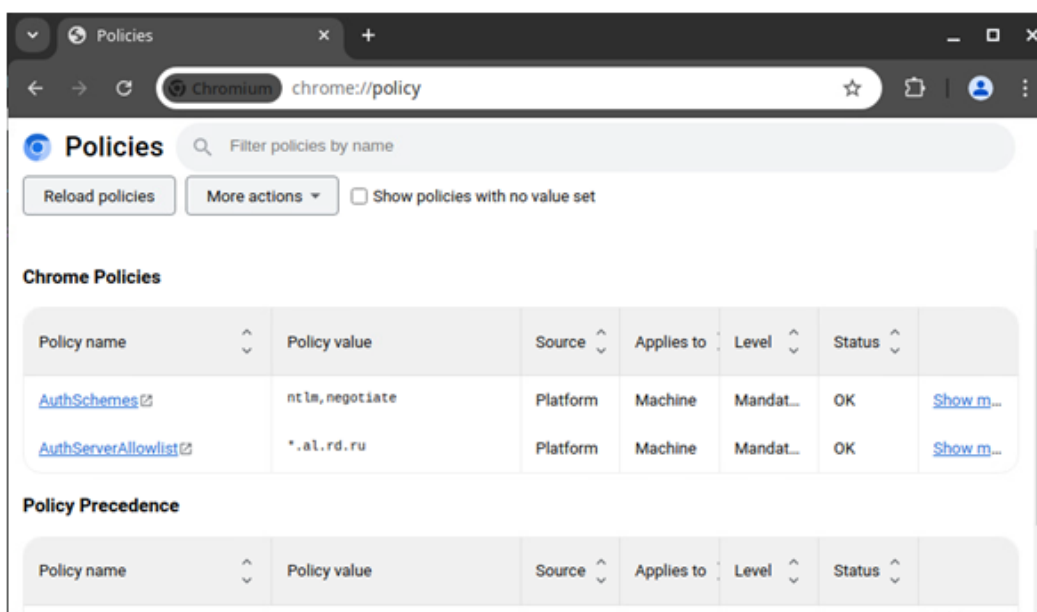 Policies
Chromium chrome://policy
Policies Filter policies by name
Reload policies More actions Show policies with no value set
Chrome Policies
Policy name Policy value Source Applies to Level Status
AuthSchemes ntlm,negotiate Platform Machine Mandat... OK Show m...
AuthServerAllowlist *.al.rd.ru Platform Machine Mandat... OK Show m...
Policy Precedence
Policy name Policy value Source Applies to Level Status